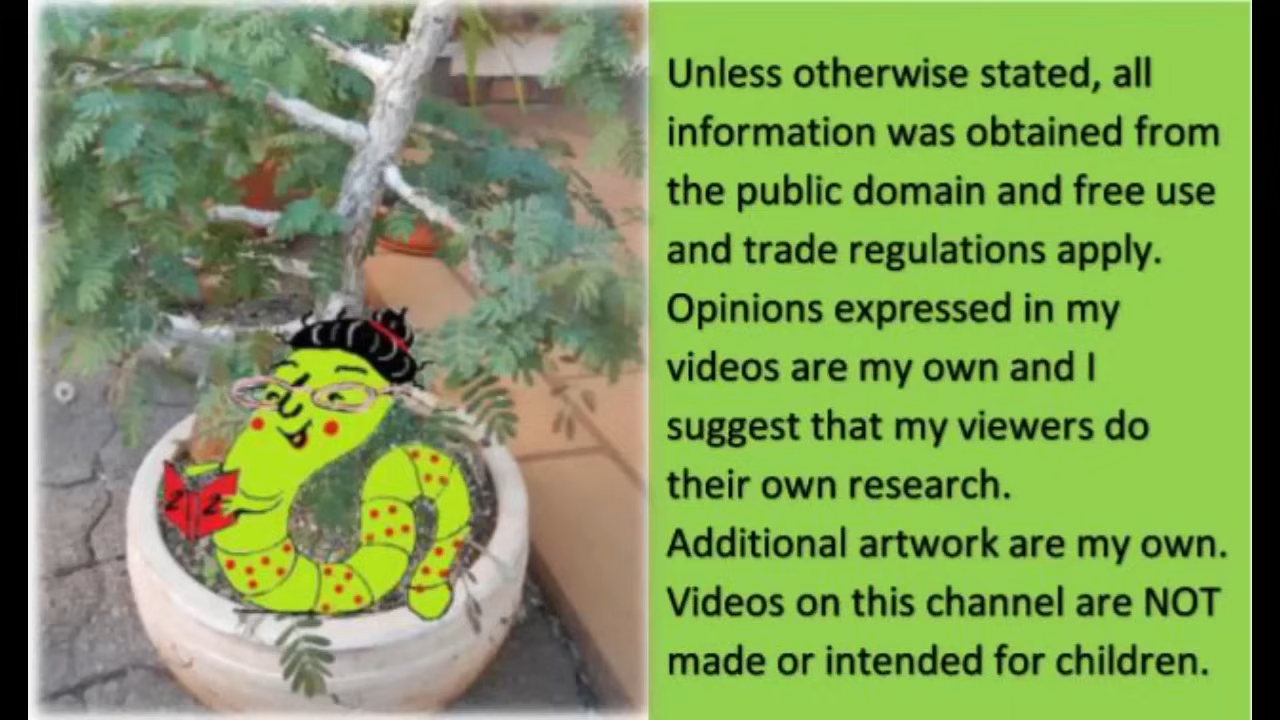 Unless otherwise stated, all
information was obtained from
the public domain and free use
and trade regulations apply.
Opinions expressed in my
videos are my own and I
suggest that my viewers do
their own research.
Additional artwork are my own.
Videos on this channel are NOT
made or intended for children.